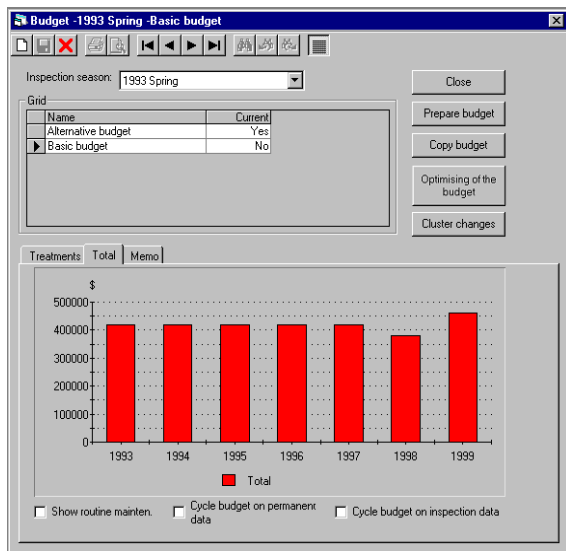 Budget -1993 Spring -Basic budget
Inspection season: 1993 Spring
Close
Grid
Name Current
Alternative budget Yes
Basic budget No
Prepare budget
Copy budget
Optimising of the
budget
Cluster changes
Treatments Total Memo
$
500000
400000
300000
200000
100000
0
1993 1994 1995 1996 1997 1998 1999
Total
Show routine mainten.
Cycle budget on permanent
data
Cycle budget on inspection data